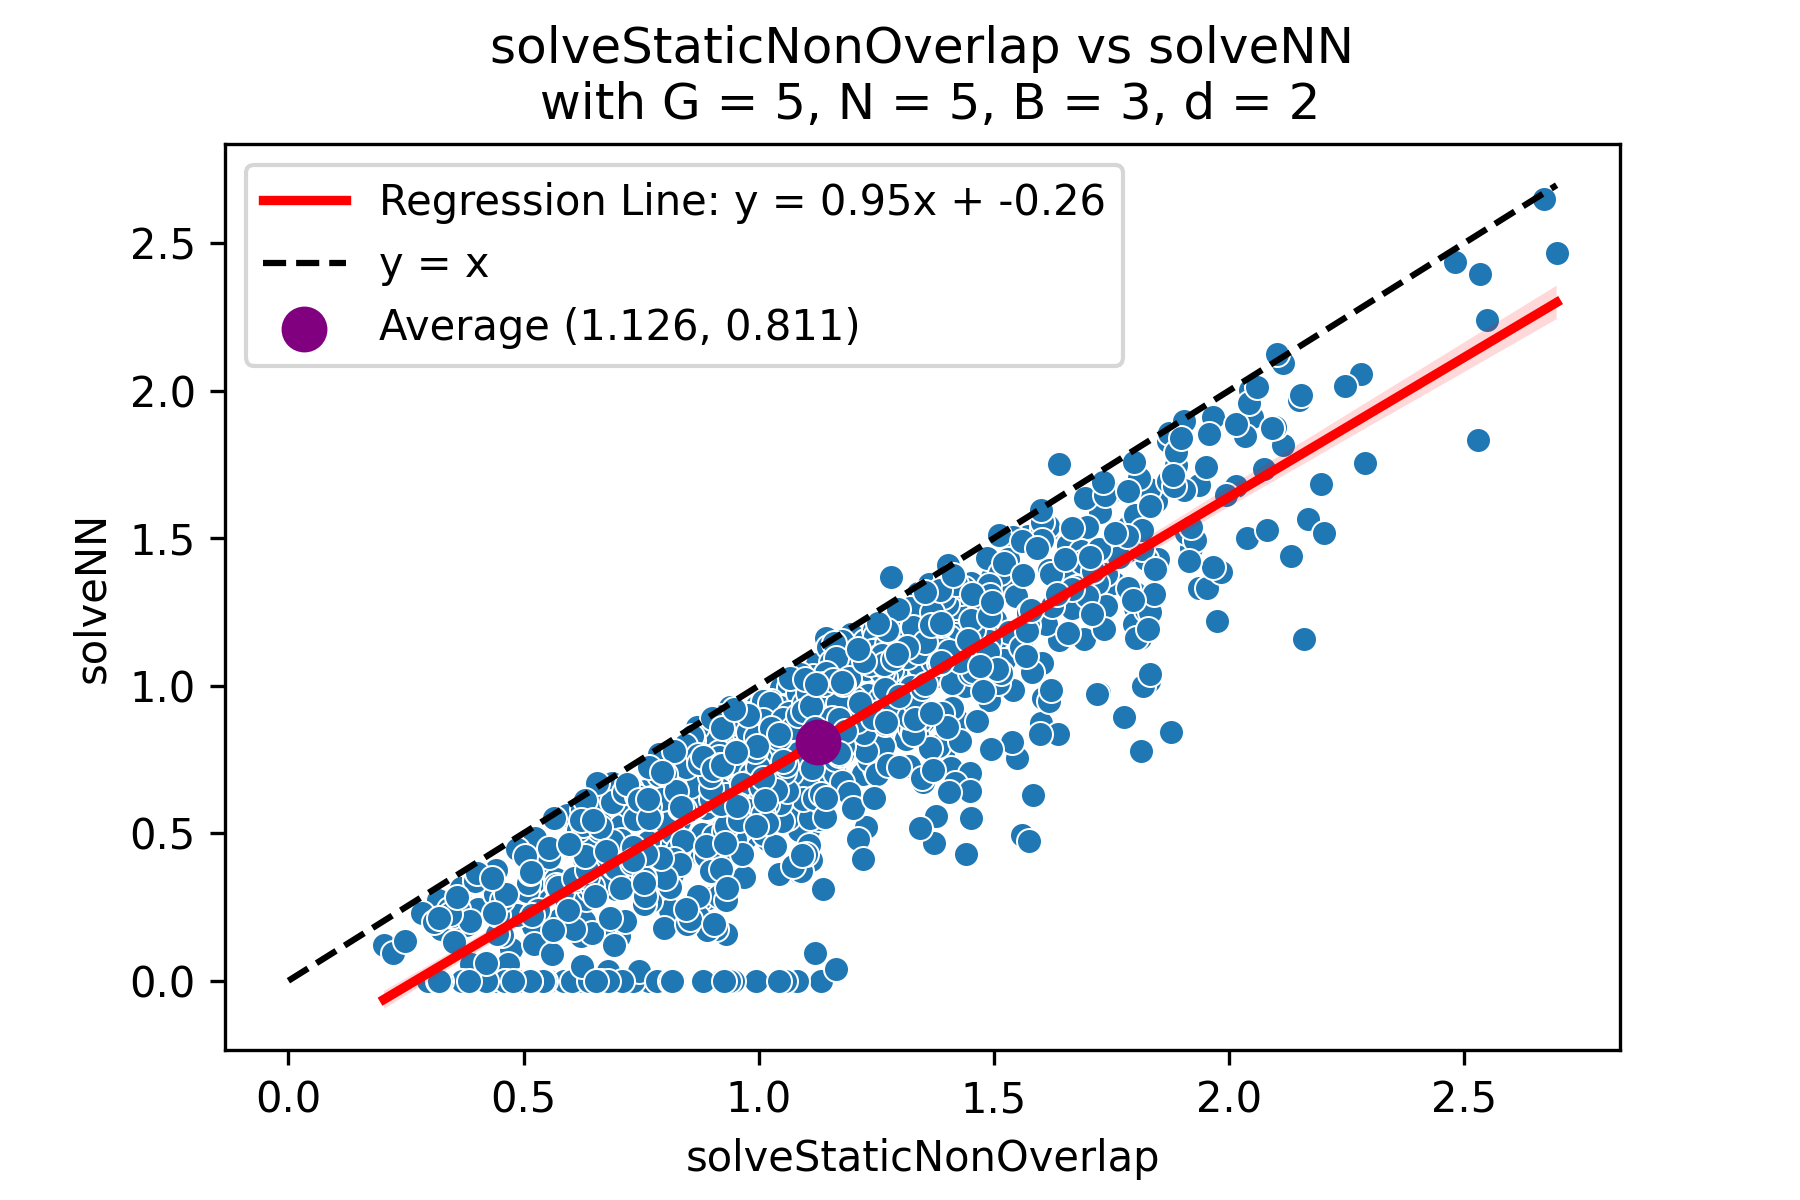 solveStaticNonOverlap vs solveNN
with G = 5, N = 5, B = 3, d = 2
Regression Line: y = 0.95x + -0.26
y = x
Average (1.126, 0.811)
solveNN
2.5
2.0
1.5
1.0
0.5
0.0
0.0 0.5 1.0 1.5 2.0 2.5
solveStaticNonOverlap